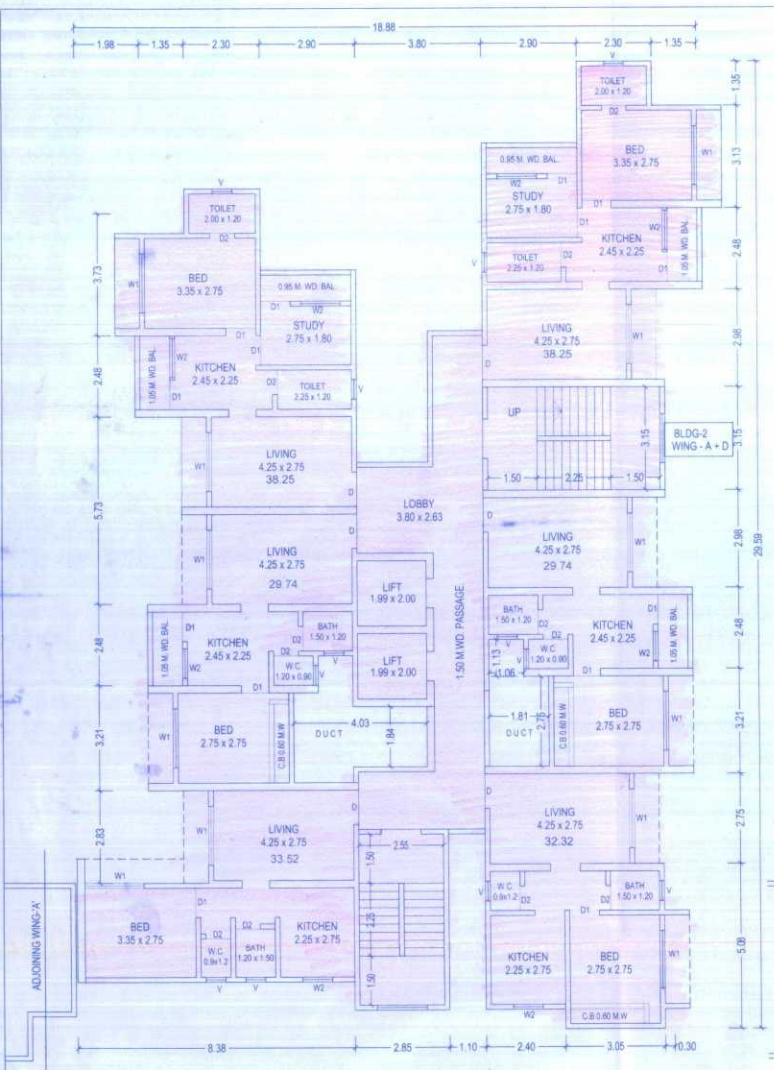 18.88
1.98 1.35 2.30 2.90 3.80 2.90 2.30 1.35
V
TOILET
2.00 x 1.20
D2
BED
3.35 x 2.75
W1
1.35
3.13
0.95 M. WD. BAL.
W2
D1
STUDY
2.75 x 1.80
D1
D1
KITCHEN
2.45 x 2.25
W2
1.05 M. WD. BAL.
D1
2.48
TOILET
2.25 x 1.20
D2
V
LIVING
4.25 x 2.75
38.25
W1
D
2.98
V
TOILET
2.00 x 1.20
D2
BED
3.35 x 2.75
W1
3.73
0.95 M. WD. BAL.
D1
W2
STUDY
2.75 x 1.80
D1
D1
KITCHEN
2.45 x 2.25
W2
1.05 M. WD. BAL.
D1
2.48
D2
TOILET
2.25 x 1.20
V
LIVING
4.25 x 2.75
38.25
W1
D
5.73
UP
3.15
1.50 2.25 1.50
BLDG-2
WING - A + D
3.15
29.59
LOBBY
3.80 x 2.63
LIVING
4.25 x 2.75
29.74
W1
D
LIVING
4.25 x 2.75
29.74
W1
D
2.98
LIFT
1.99 x 2.00
LIFT
1.99 x 2.00
1.50 M.WD. PASSAGE.
2.48
1.05 M. WD. BAL.
D1
W2
KITCHEN
2.45 x 2.25
D2
BATH
1.50 x 1.20
V
W.C.
1.20 x 0.90
V
D1
BATH
1.50 x 1.20
D2
V
D2
W.C.
1.20 x 0.90
1.13
1.06
KITCHEN
2.45 x 2.25
D1
W2
1.05 M. WD. BAL.
D1
2.48
3.21
W1
BED
2.75 x 2.75
C.B 0.60 M.W
4.03
DUCT
1.84
1.81
DUCT
2.75
C.B 0.60 M.W
BED
2.75 x 2.75
W1
3.21
2.83
W1
LIVING
4.25 x 2.75
33.52
D
D
LIVING
4.25 x 2.75
32.32
W1
2.75
W1
BED
3.35 x 2.75
D1
D2
W.C
0.9x1.2
V
D2
BATH
1.20 x 1.50
V
KITCHEN
2.25 x 2.75
W2
2.55
1.50
2.25
1.50
V
W.C
0.9x1.2
D2
D2
BATH
1.50 x 1.20
V
D1
KITCHEN
2.25 x 2.75
W2
BED
2.75 x 2.75
W1
C.B 0.60 M.W
5.08
ADJOINING WING-'A'
8.38 2.85 1.10 2.40 3.05 0.30